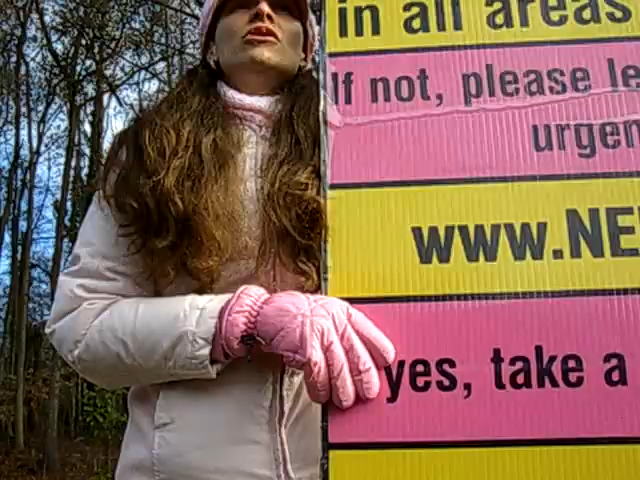 in all areas
If not, please le
urgen
www.NE
yes, take a